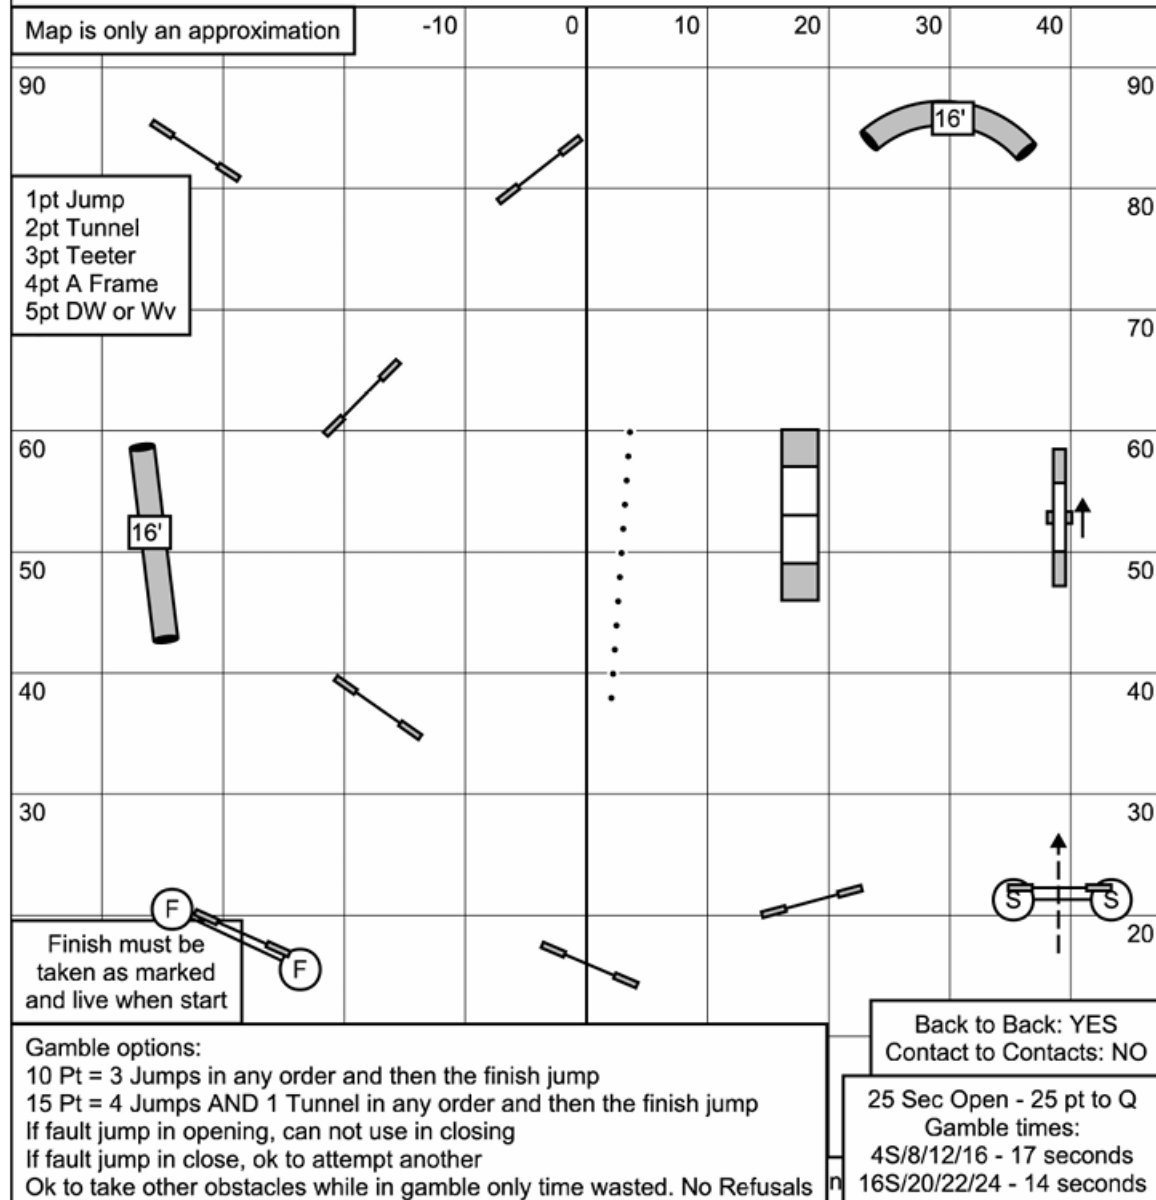 Map is only an approximation
-10 0 10 20 30 40
90 90
16'
1pt Jump
2pt Tunnel
3pt Teeter
4pt A Frame
5pt DW or Wv
80
70
60 60
16'
50 50
40 40
30 30
F
S S
20
F
Finish must be
taken as marked
and live when start
Gamble options:
10 Pt = 3 Jumps in any order and then the finish jump
15 Pt = 4 Jumps AND 1 Tunnel in any order and then the finish jump
If fault jump in opening, can not use in closing
If fault jump in close, ok to attempt another
Ok to take other obstacles while in gamble only time wasted. No Refusals
n
Back to Back: YES
Contact to Contacts: NO
25 Sec Open - 25 pt to Q
Gamble times:
4S/8/12/16 - 17 seconds
16S/20/22/24 - 14 seconds